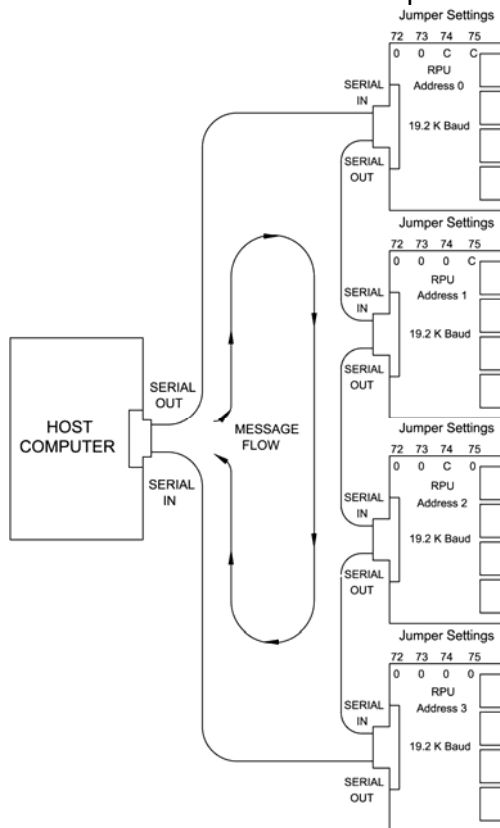 Jumper Settings
72 73 74 75
0 0 C C
RPU
Address 0
19.2 K Baud
SERIAL
IN
SERIAL
OUT
Jumper Settings
72 73 74 75
0 0 0 C
RPU
Address 1
19.2 K Baud
SERIAL
IN
SERIAL
OUT
HOST
COMPUTER
SERIAL
OUT
SERIAL
IN
MESSAGE
FLOW
Jumper Settings
72 73 74 75
0 0 C 0
RPU
Address 2
19.2 K Baud
SERIAL
IN
SERIAL
OUT
Jumper Settings
72 73 74 75
0 0 0 0
RPU
Address 3
19.2 K Baud
SERIAL
IN
SERIAL
OUT